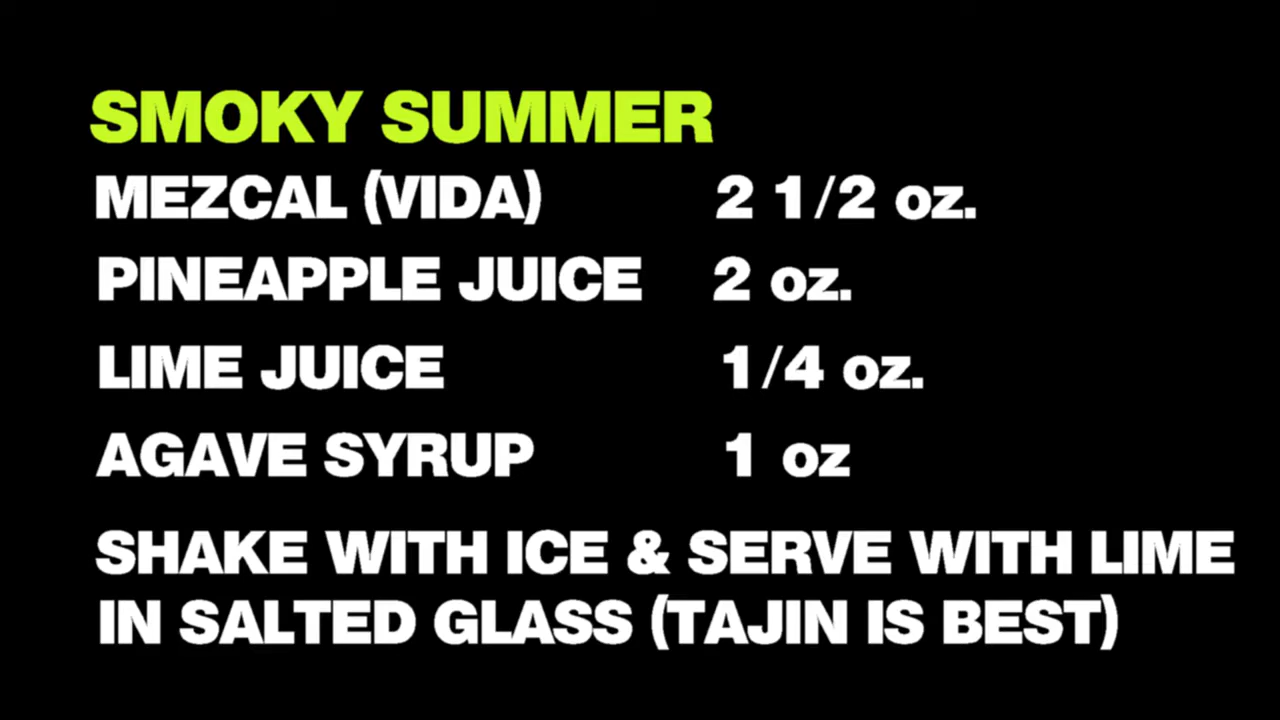 SMOKY SUMMER
MEZCAL (VIDA) 2 1/2 oz.
PINEAPPLE JUICE 2 oz.
LIME JUICE 1/4 oz.
AGAVE SYRUP 1 oz
SHAKE WITH ICE & SERVE WITH LIME
IN SALTED GLASS (TAJIN IS BEST)